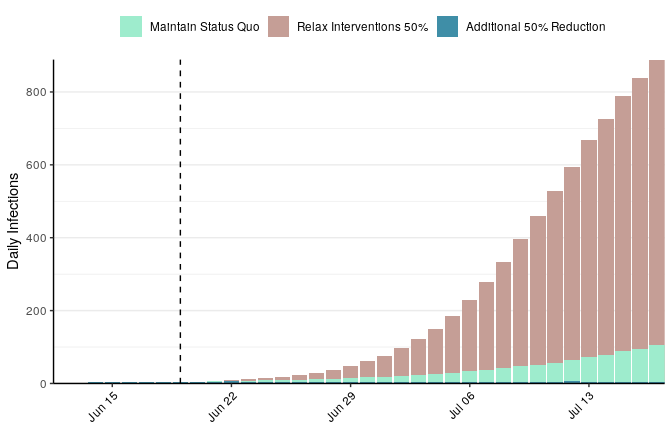 Maintain Status Quo Relax Interventions 50% Additional 50% Reduction
Daily Infections
800
600
400
200
0
Jun 15 Jun 22 Jun 29 Jul 06 Jul 13